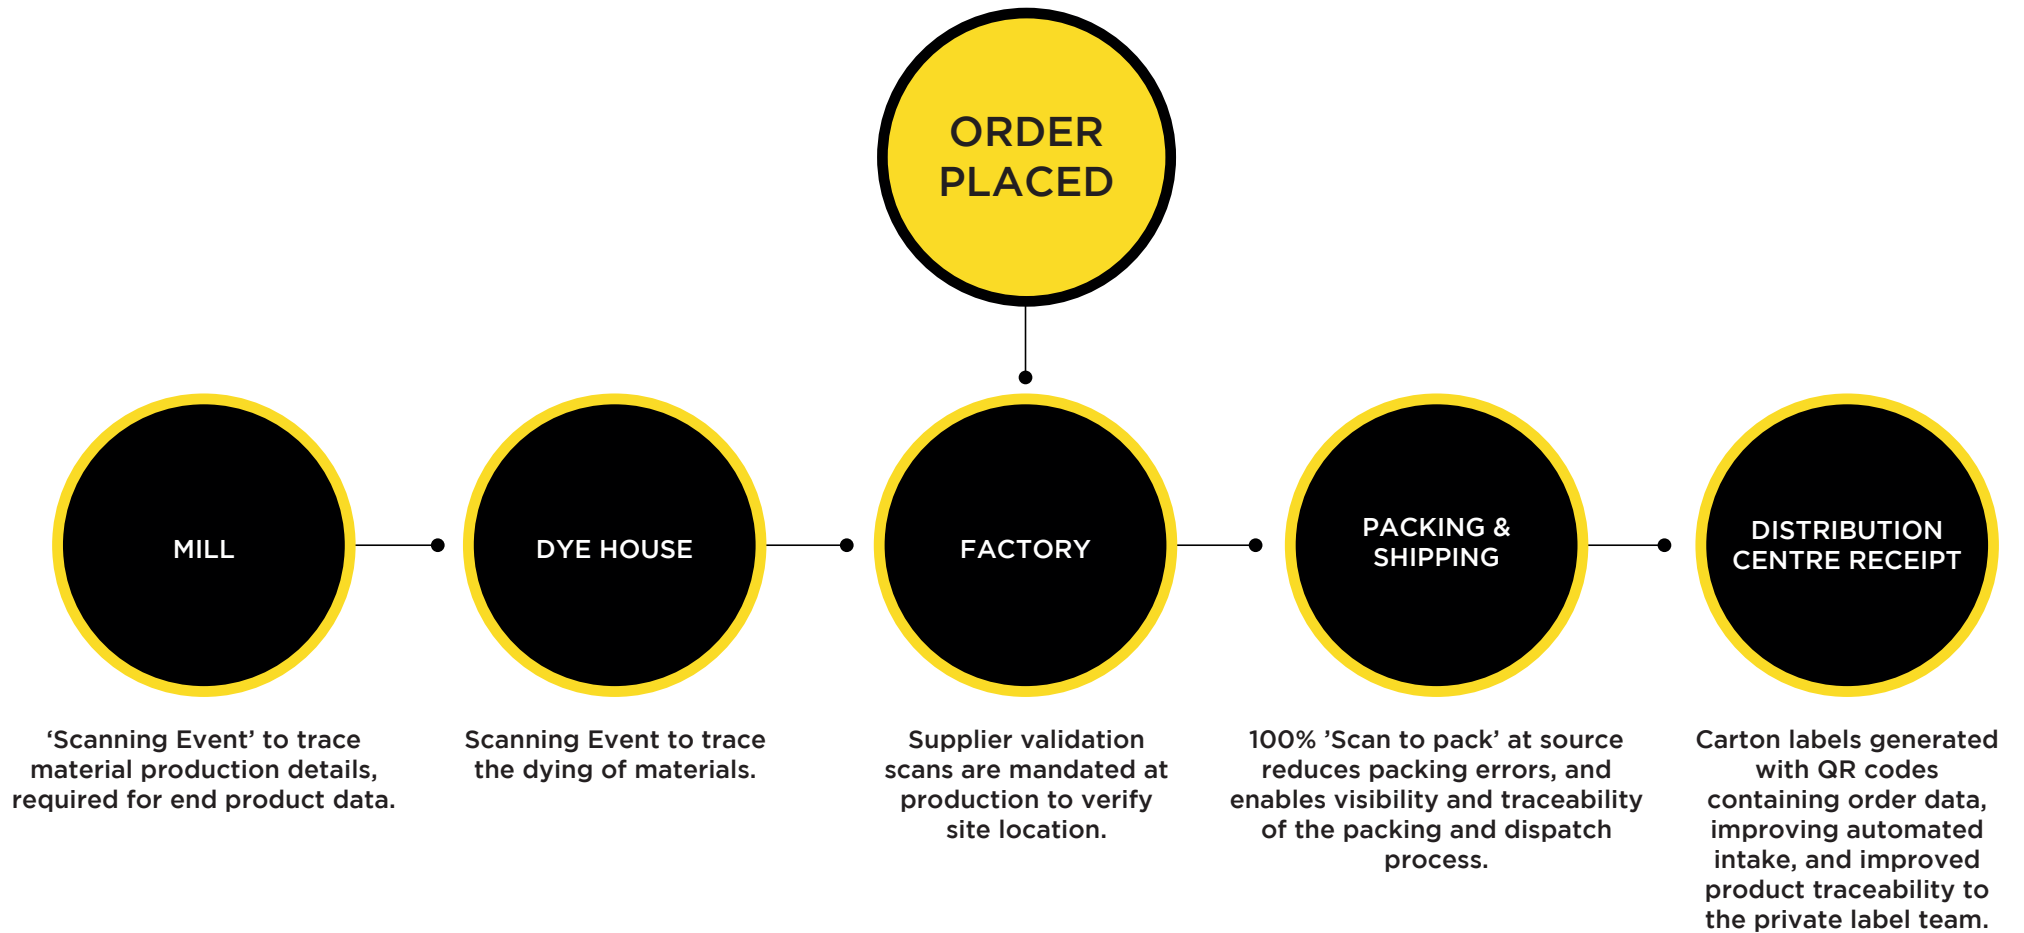 ORDER
PLACED
MILL
DYE HOUSE
FACTORY
PACKING &
SHIPPING
DISTRIBUTION
CENTRE RECEIPT
‘Scanning Event’ to trace
material production details,
required for end product data.
Scanning Event to trace
the dying of materials.
Supplier validation
scans are mandated at
production to verify
site location.
100% ’Scan to pack’ at source
reduces packing errors, and
enables visibility and traceability
of the packing and dispatch
process.
Carton labels generated
with QR codes
containing order data,
improving automated
intake, and improved
product traceability to
the private label team.